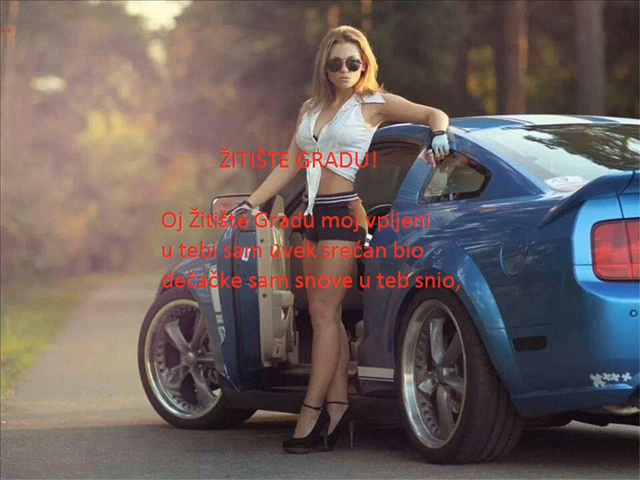 ŽITIŠTE GRADU!
Oj Žitište Gradu moj vpljeni
u tebi sam uvek srećan bio
dečačke sam snove u teb snio,